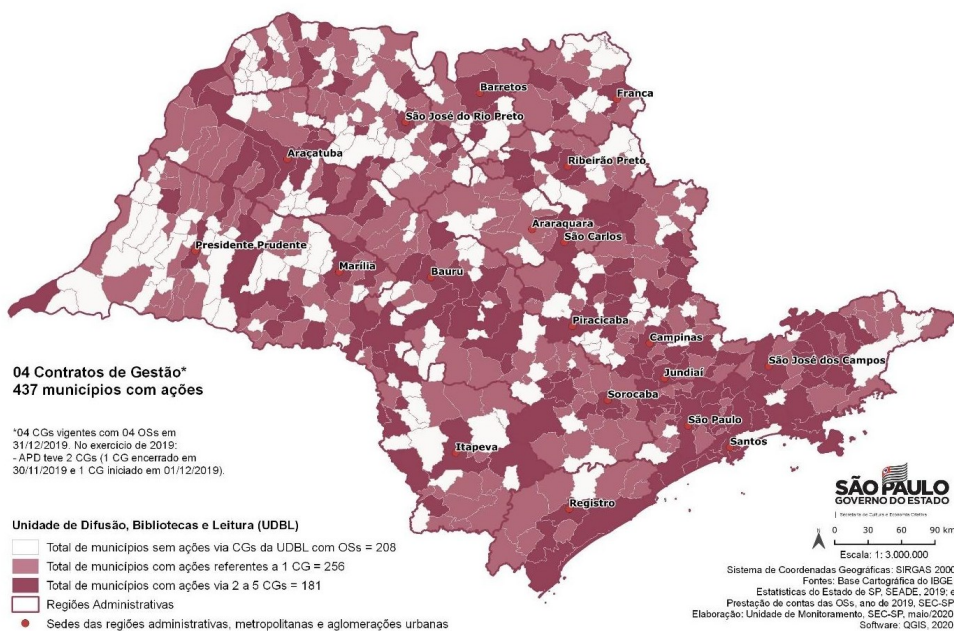 Barretos
Franca
São José do Rio Preto
Araçatuba
Ribeirão Preto
Araraquara
São Carlos
Presidente Prudente
Marília
Bauru
Piracicaba
Campinas
São José dos Campos
Jundiaí
Sorocaba
São Paulo
Santos
Itapeva
Registro
04 Contratos de Gestão*
437 municípios com ações
*04 CGs vigentes com 04 OSs em
31/12/2019. No exercício de 2019:
- APD teve 2 CGs (1 CG encerrado em
30/11/2019 e 1 CG iniciado em 01/12/2019).
Unidade de Difusão, Bibliotecas e Leitura (UDBL)
Total de municípios sem ações via CGs da UDBL com OSs = 208
Total de municípios com ações referentes a 1 CG = 256
Total de municípios com ações via 2 a 5 CGs = 181
Regiões Administrativas
Sedes das regiões administrativas, metropolitanas e aglomerações urbanas
SÃO PAULO
GOVERNO DO ESTADO
Secretaria de Cultura e Economia Criativa
N
0 30 60 90 km
Escala: 1: 3.000.000
Sistema de Coordenadas Geográficas: SIRGAS 2000
Fontes: Base Cartográfica do IBGE,
Estatísticas do Estado de SP, SEADE, 2019; e
Prestação de contas das OSs, ano de 2019, SEC-SP
Elaboração: Unidade de Monitoramento, SEC-SP, maio/2020
Software: QGIS, 2020